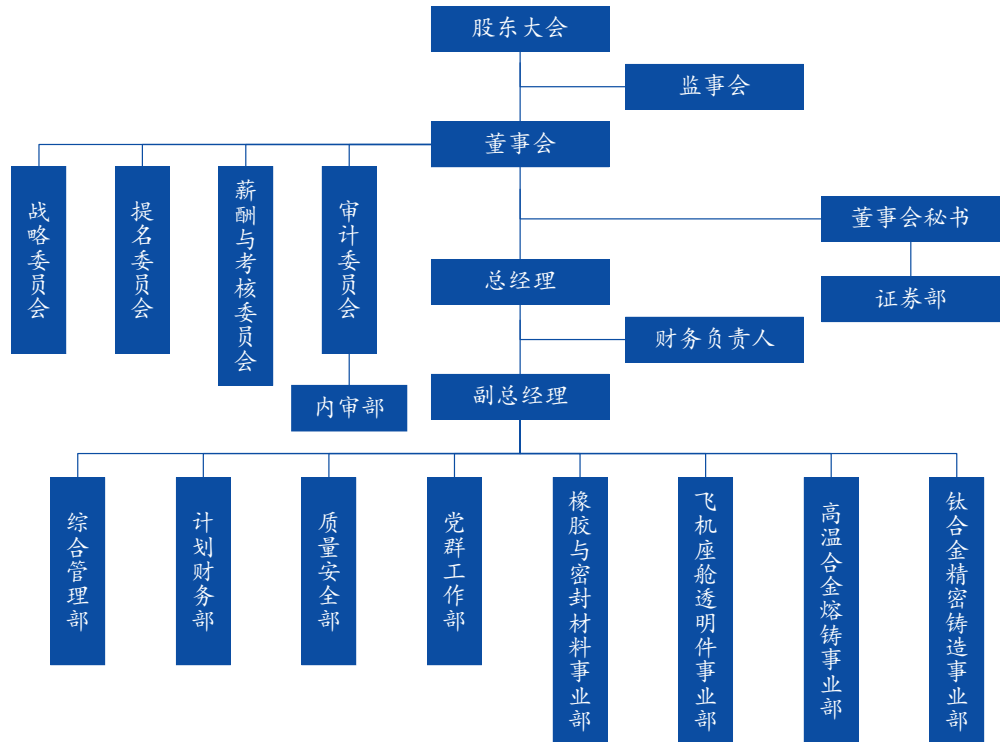 股东大会
监事会
董事会
战略委员会
提名委员会
薪酬与考核委员会
审计委员会
董事会秘书
总经理
证券部
财务负责人
副总经理
内审部
综合管理部
计划财务部
质量安全部
党群工作部
橡胶与密封材料事业部
飞机座舱透明件事业部
高温合金熔铸事业部
钛合金精密铸造事业部